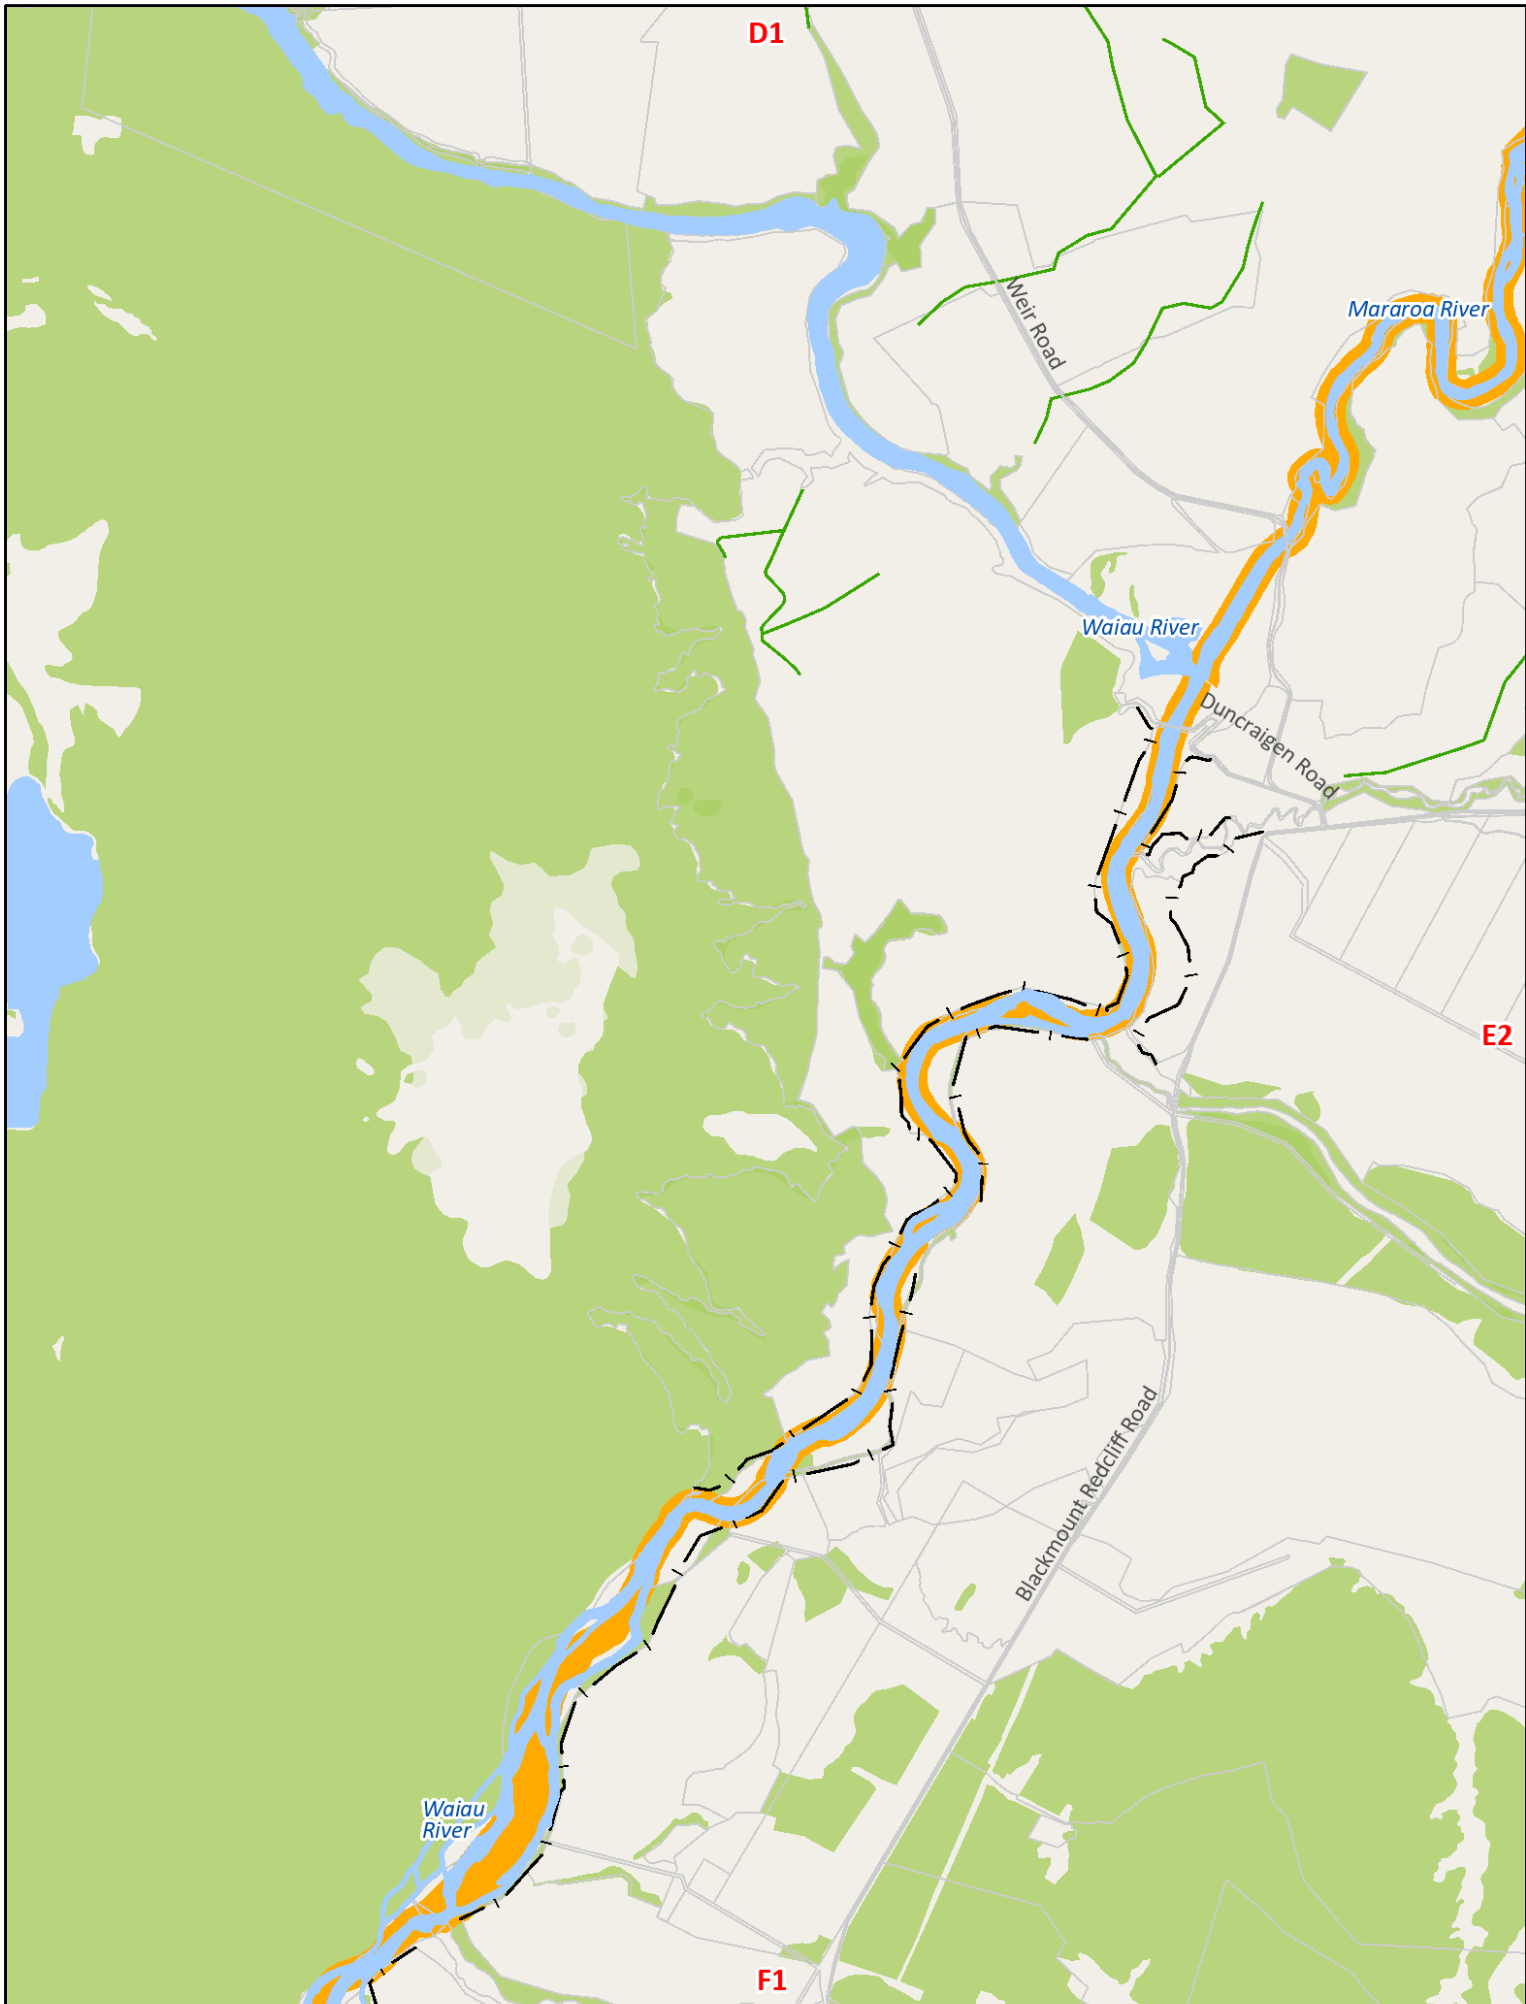 D1
Weir Road
Mararoa River
Waiau River
Duncraigen Road
E2
Blackmount Redcliff Road
Waiau
River
F1